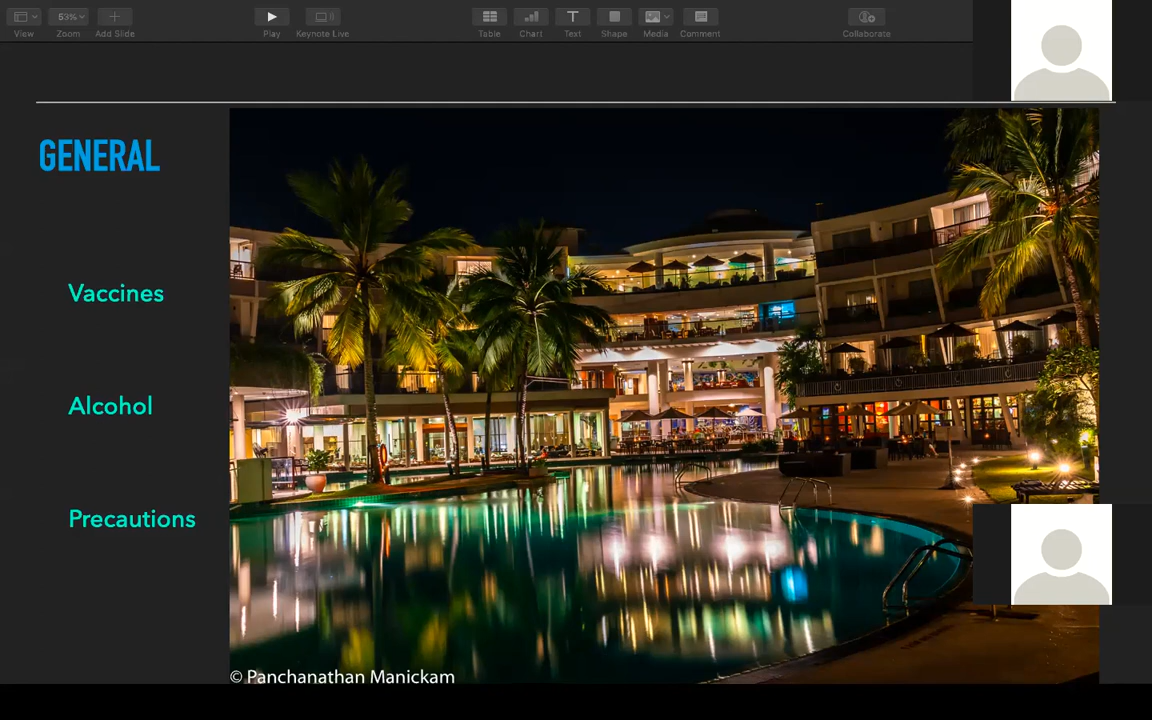 53%
View
Zoom
Add Slide
Play
Keynote Live
Table
Chart
Text
Shape
Media
Comment
Collaborate
GENERAL
Vaccines
Alcohol
Precautions
© Panchanathan Manickam